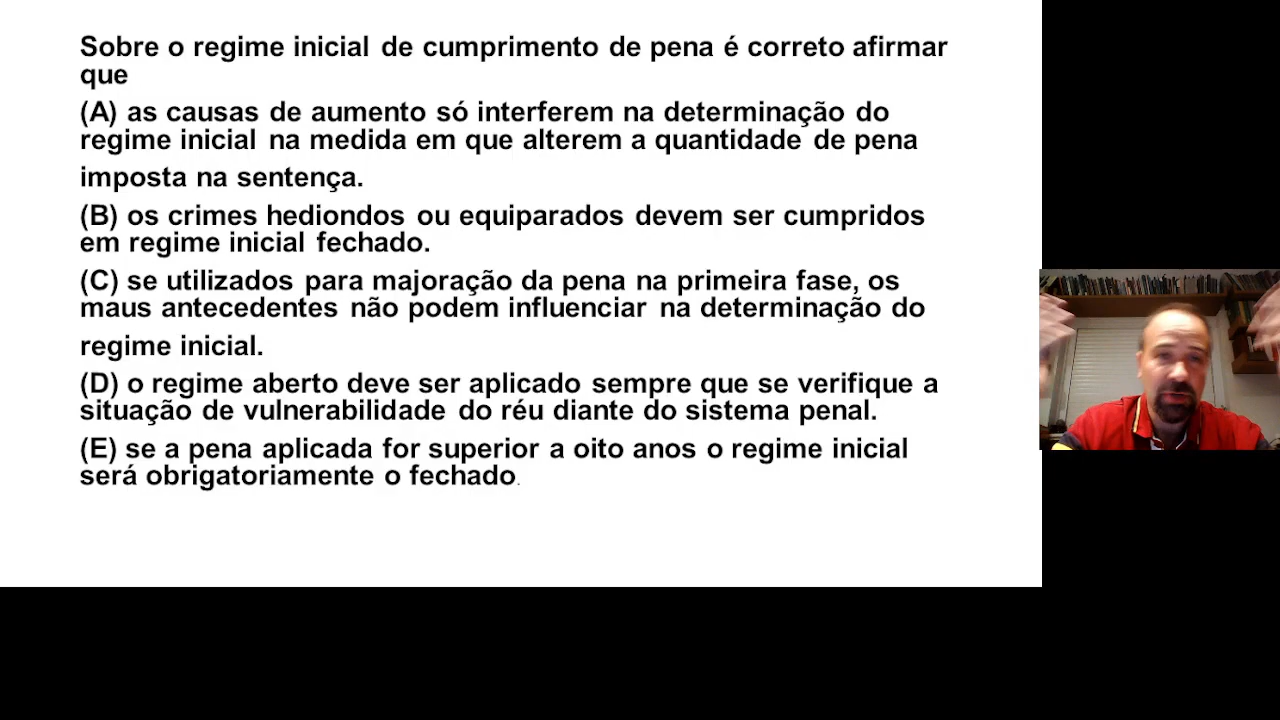 Sobre o regime inicial de cumprimento de pena é correto afirmar
que
(A) as causas de aumento só interferem na determinação do
regime inicial na medida em que alterem a quantidade de pena
imposta na sentença.
(B) os crimes hediondos ou equiparados devem ser cumpridos
em regime inicial fechado.
(C) se utilizados para majoração da pena na primeira fase, os
maus antecedentes não podem influenciar na determinação do
regime inicial.
(D) o regime aberto deve ser aplicado sempre que se verifique a
situação de vulnerabilidade do réu diante do sistema penal.
(E) se a pena aplicada for superior a oito anos o regime inicial
será obrigatoriamente o fechado.